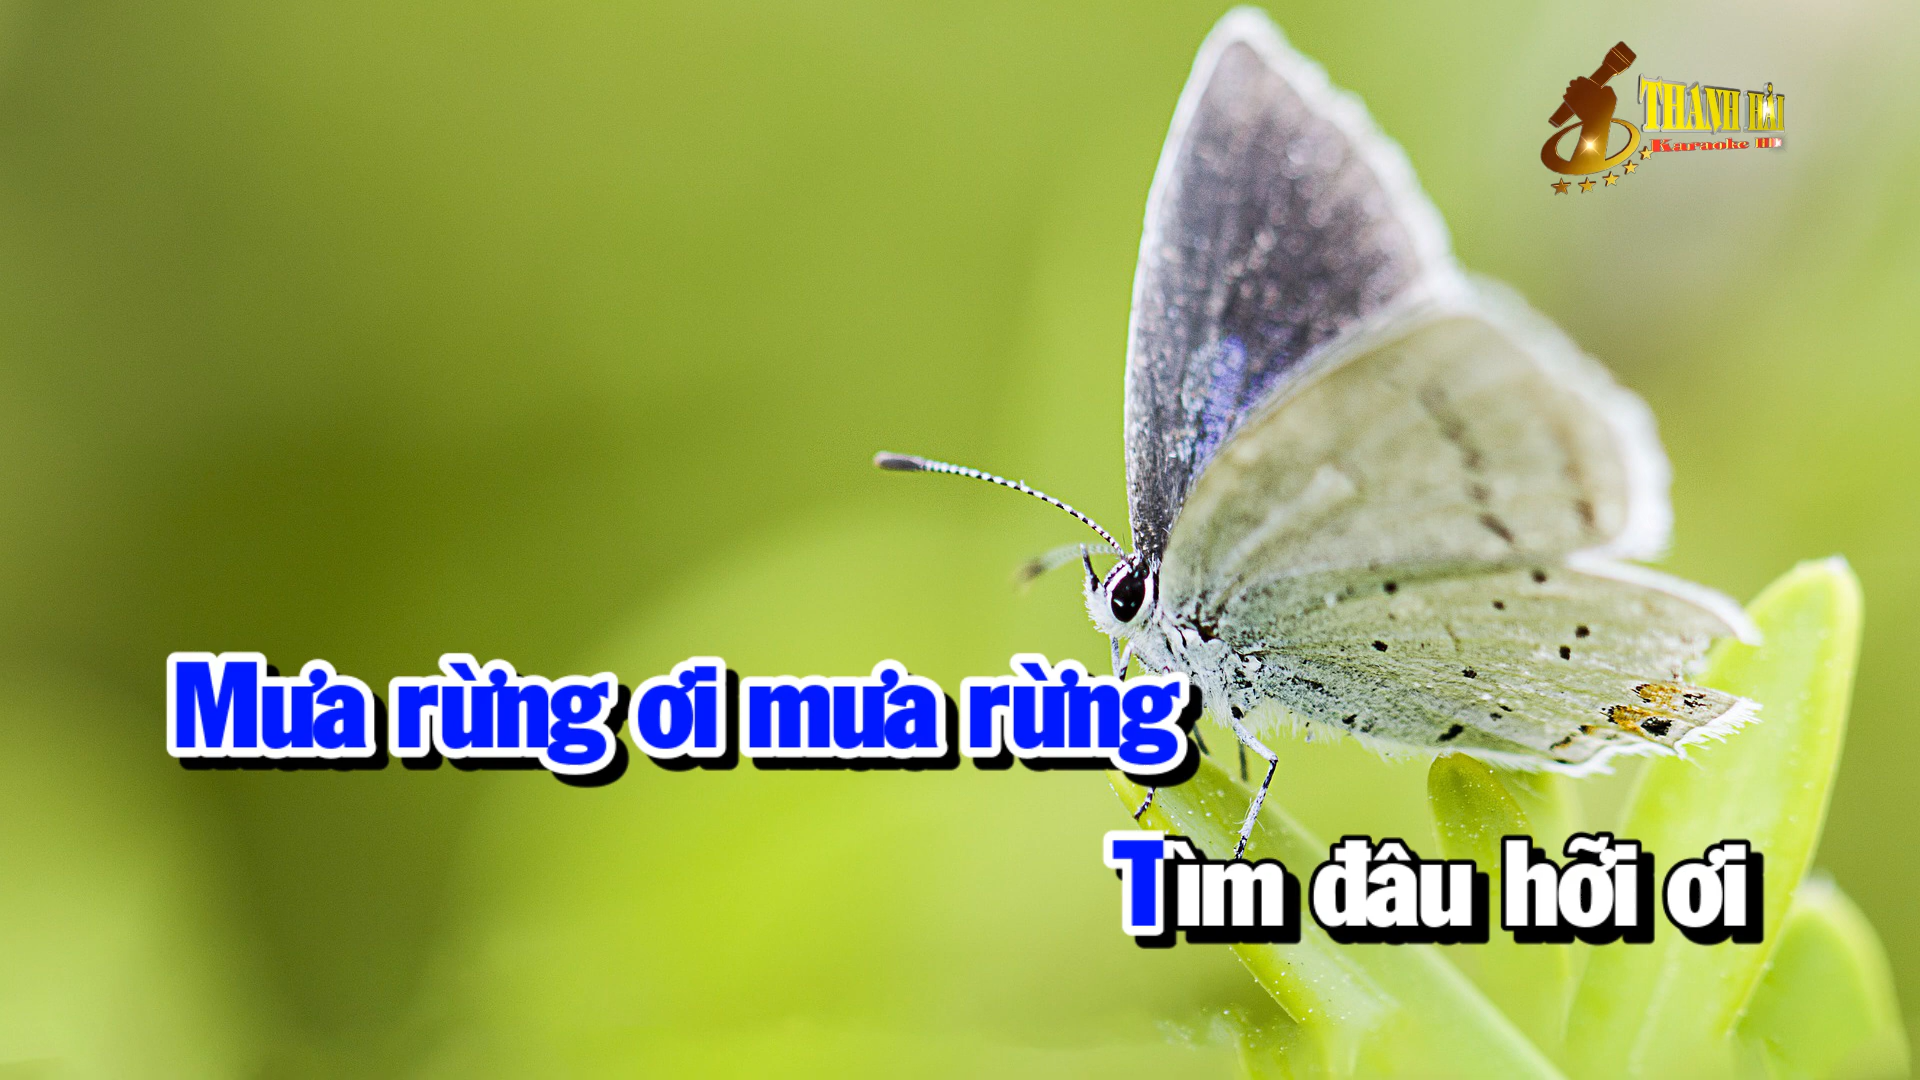 THANH HẢI
Karaoke HD
Mưa rừng ơi mưa rừng
Tìm đâu hỡi ơi